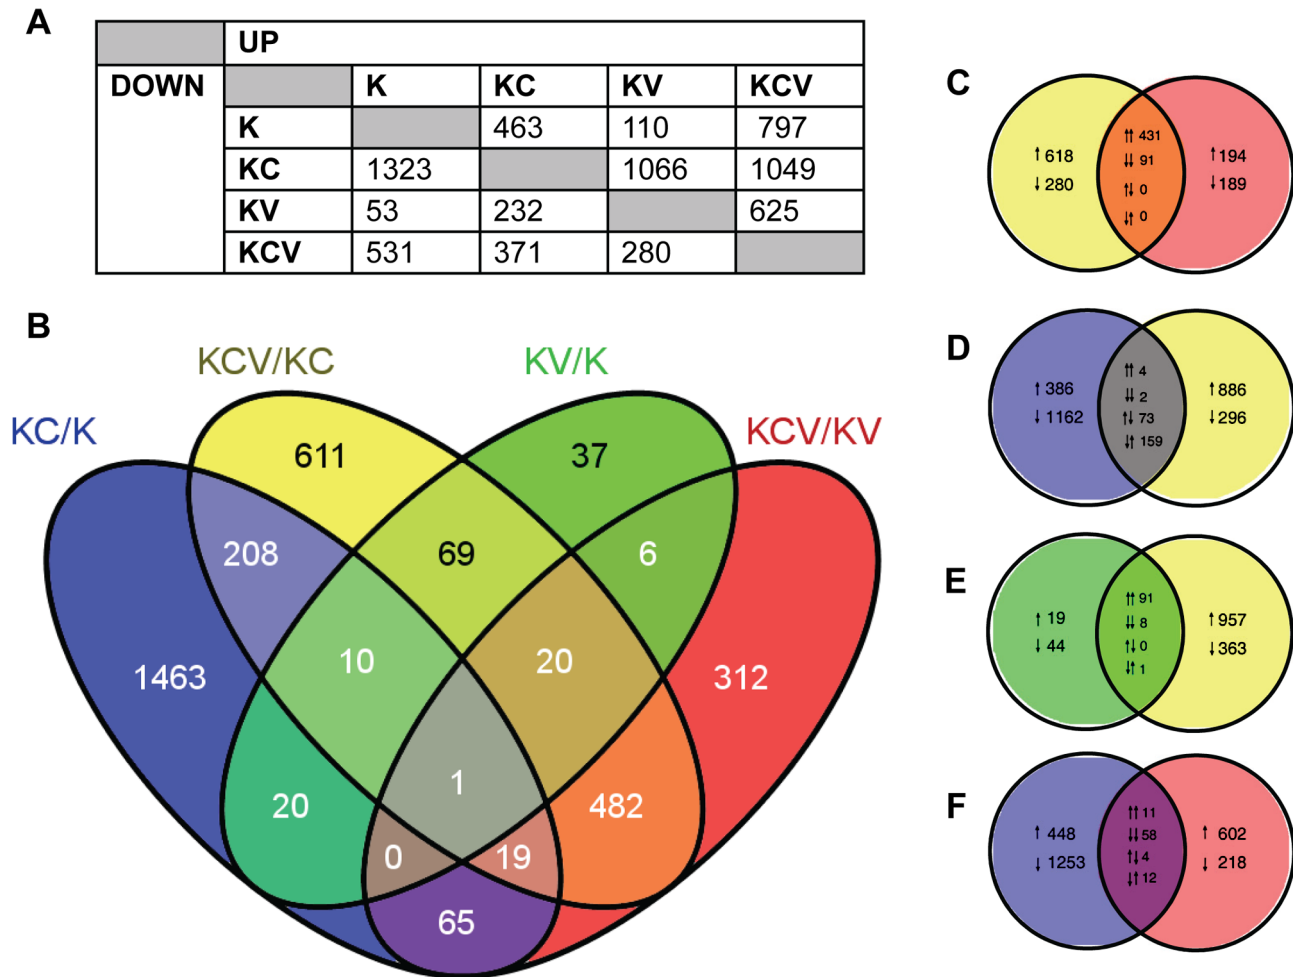 A
UP
DOWN K KC KV KCV
K 463 110 797
KC 1323 1066 1049
KV 53 232 625
KCV 531 371 280
B
KC/K
KCV/KC
KV/K
KCV/KV
611
37
208
69
6
1463
10
20
312
20
1
482
0
19
65
C
↑ 618
↓ 280
↑↑ 431
↓↓ 91
↑↓ 0
↓↑ 0
↑ 194
↓ 189
D
↑ 386
↓ 1162
↑↑ 4
↓↓ 2
↑↓ 73
↓↑ 159
↑ 886
↓ 296
E
↑ 19
↓ 44
↑↑ 91
↓↓ 8
↑↓ 0
↓↑ 1
↑ 957
↓ 363
F
↑ 448
↓ 1253
↑↑ 11
↓↓ 58
↑↓ 4
↓↑ 12
↑ 602
↓ 218